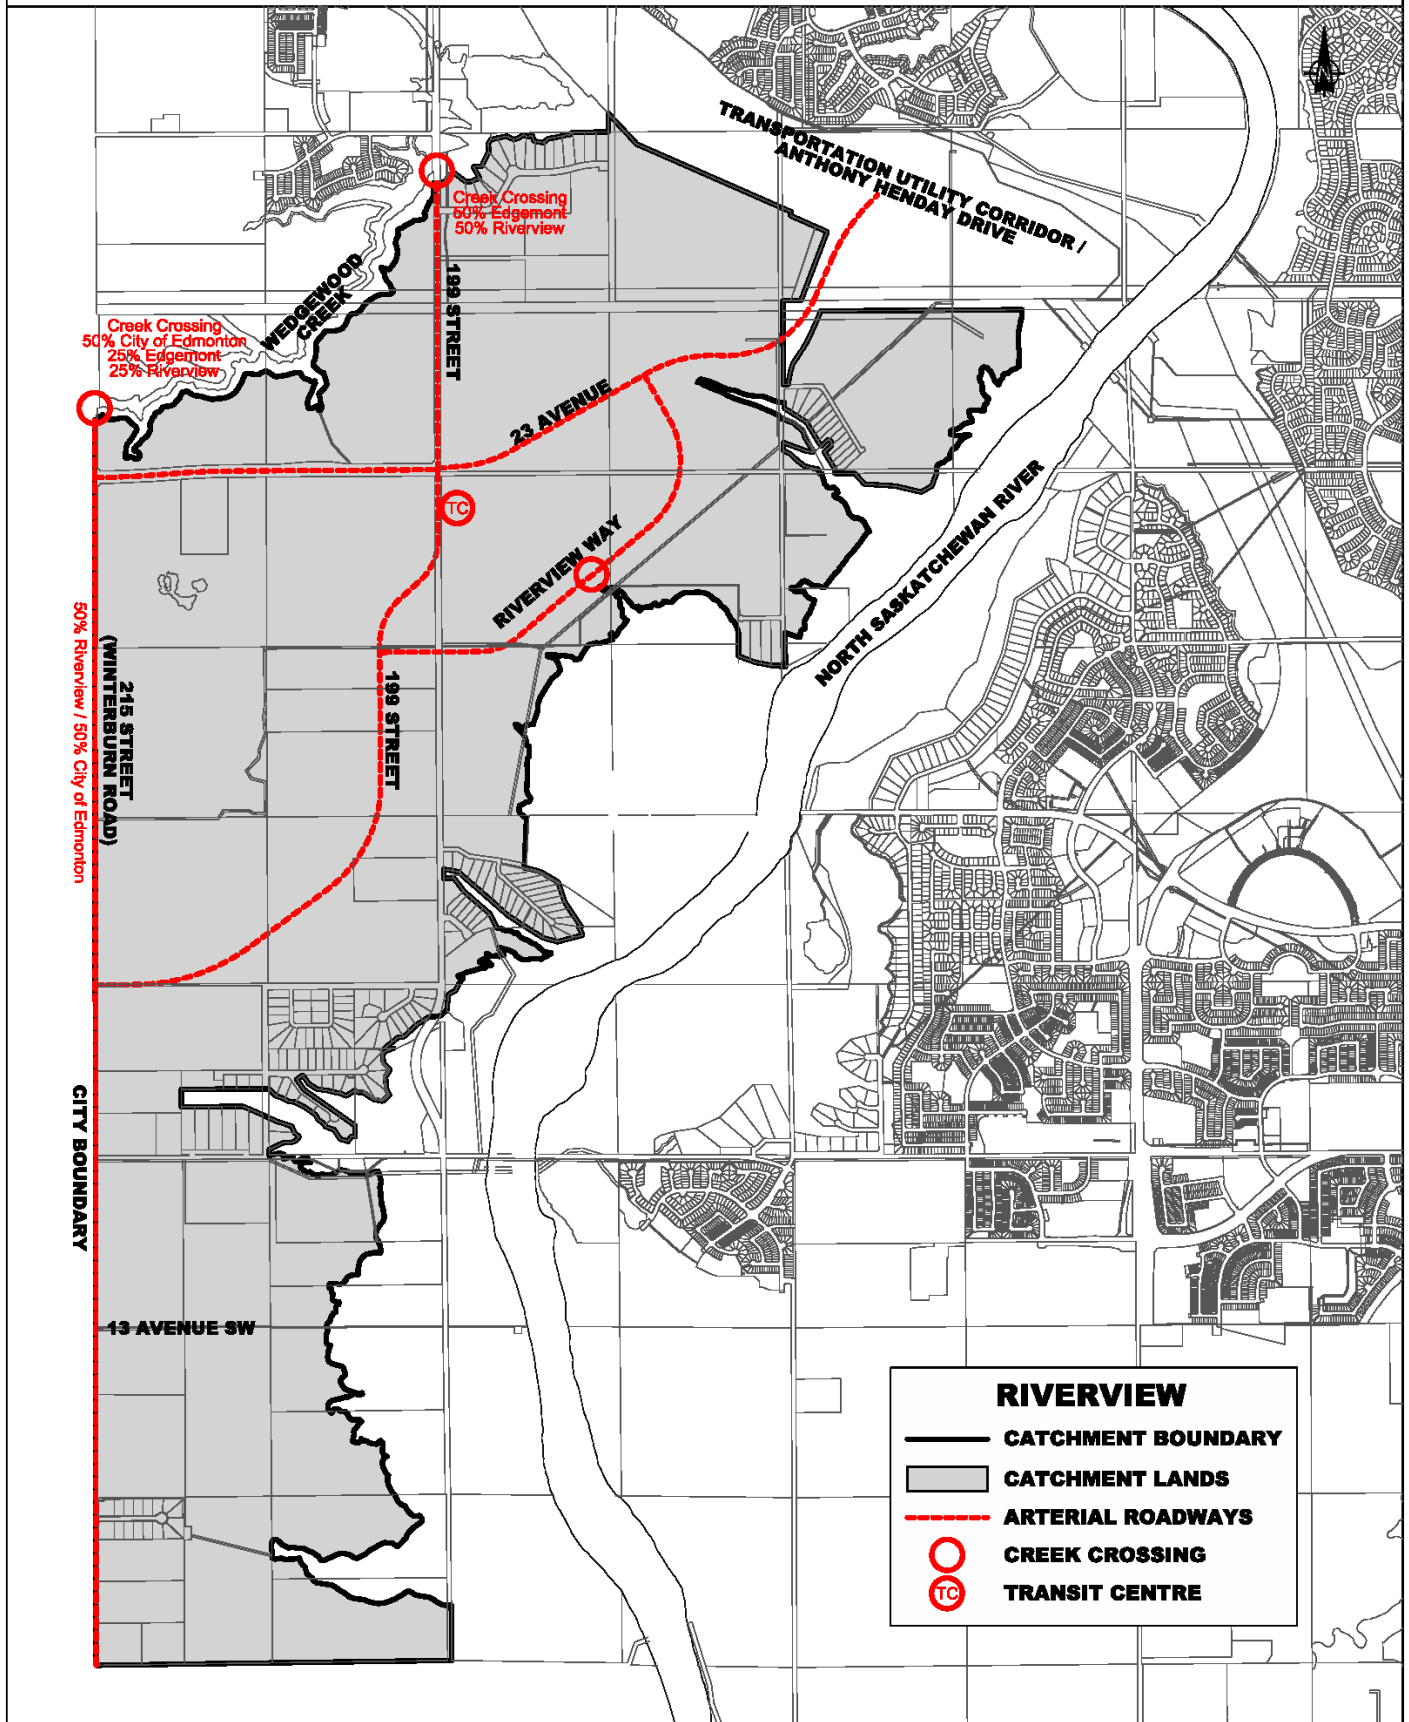 N
TRANSPORTATION UTILITY CORRIDOR /
ANTHONY HENDAY DRIVE
Creek Crossing
50% Edgemont
50% Riverview
199 STREET
WEDGEWOOD
CREEK
Creek Crossing
50% City of Edmonton
25% Edgemont
25% Riverview
23 AVENUE
TC
RIVERVIEW WAY
NORTH SASKATCHEWAN RIVER
199 STREET
215 STREET
(WINTERBURN ROAD)
50% Riverview / 50% City of Edmonton
CITY BOUNDARY
13 AVENUE SW
RIVERVIEW
CATCHMENT BOUNDARY
CATCHMENT LANDS
ARTERIAL ROADWAYS
CREEK CROSSING
TC TRANSIT CENTRE